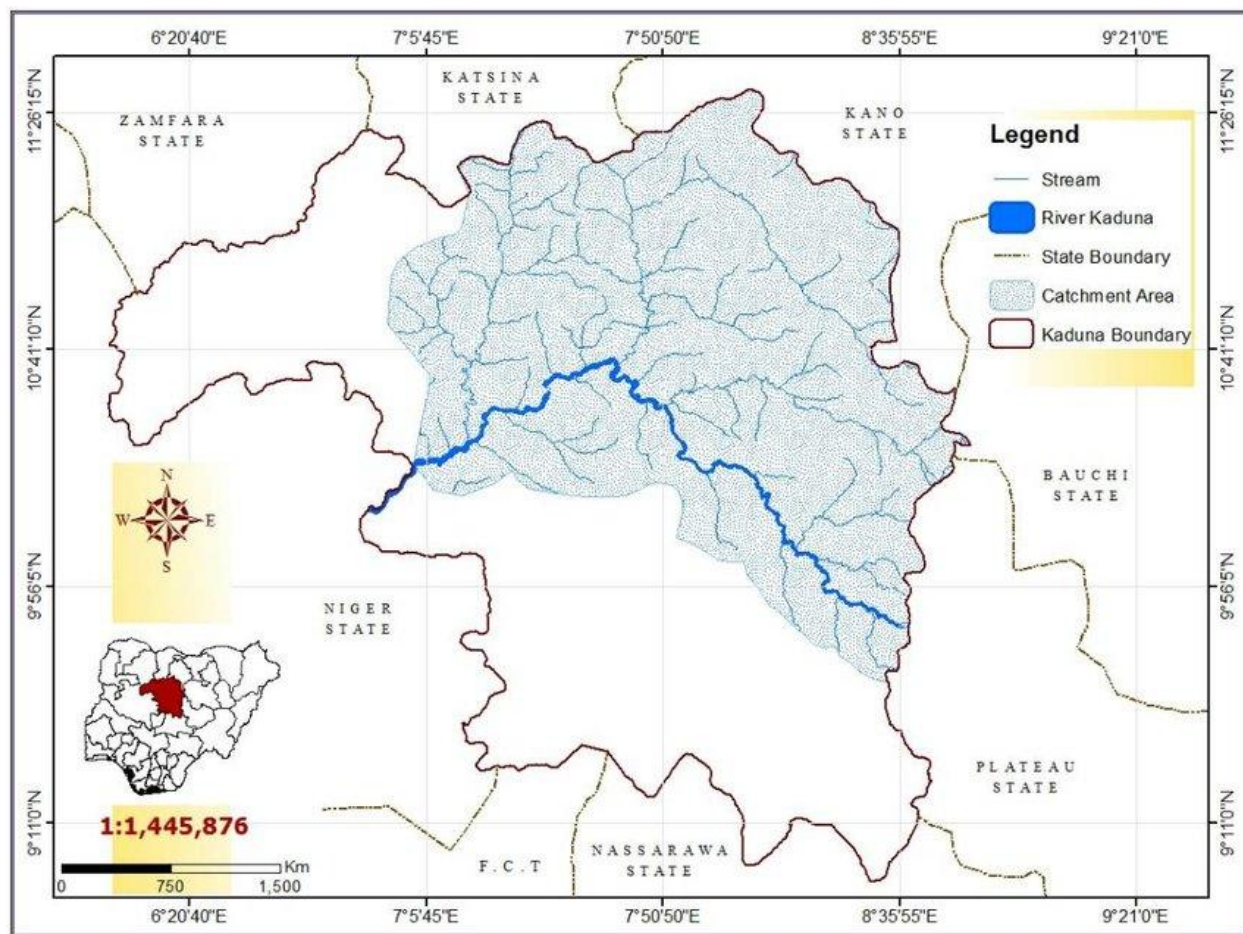 6°20'40"E
7°5'45"E
7°50'50"E
8°35'55"E
9°21'0"E
11°26'15"N
10°41'10"N
9°56'5"N
9°11'0"N
KATSINA
STATE
ZAMFARA
STATE
KANO
STATE
Legend
Stream
River Kaduna
State Boundary
Catchment Area
Kaduna Boundary
11°26'15"N
10°41'10"N
9°56'5"N
9°11'0"N
BAUCHI
STATE
N
W E
S
NIGER
STATE
PLATEAU
STATE
NASSARAWA
STATE
F.C.T
1:1,445,876
Km
0 750 1,500
6°20'40"E
7°5'45"E
7°50'50"E
8°35'55"E
9°21'0"E